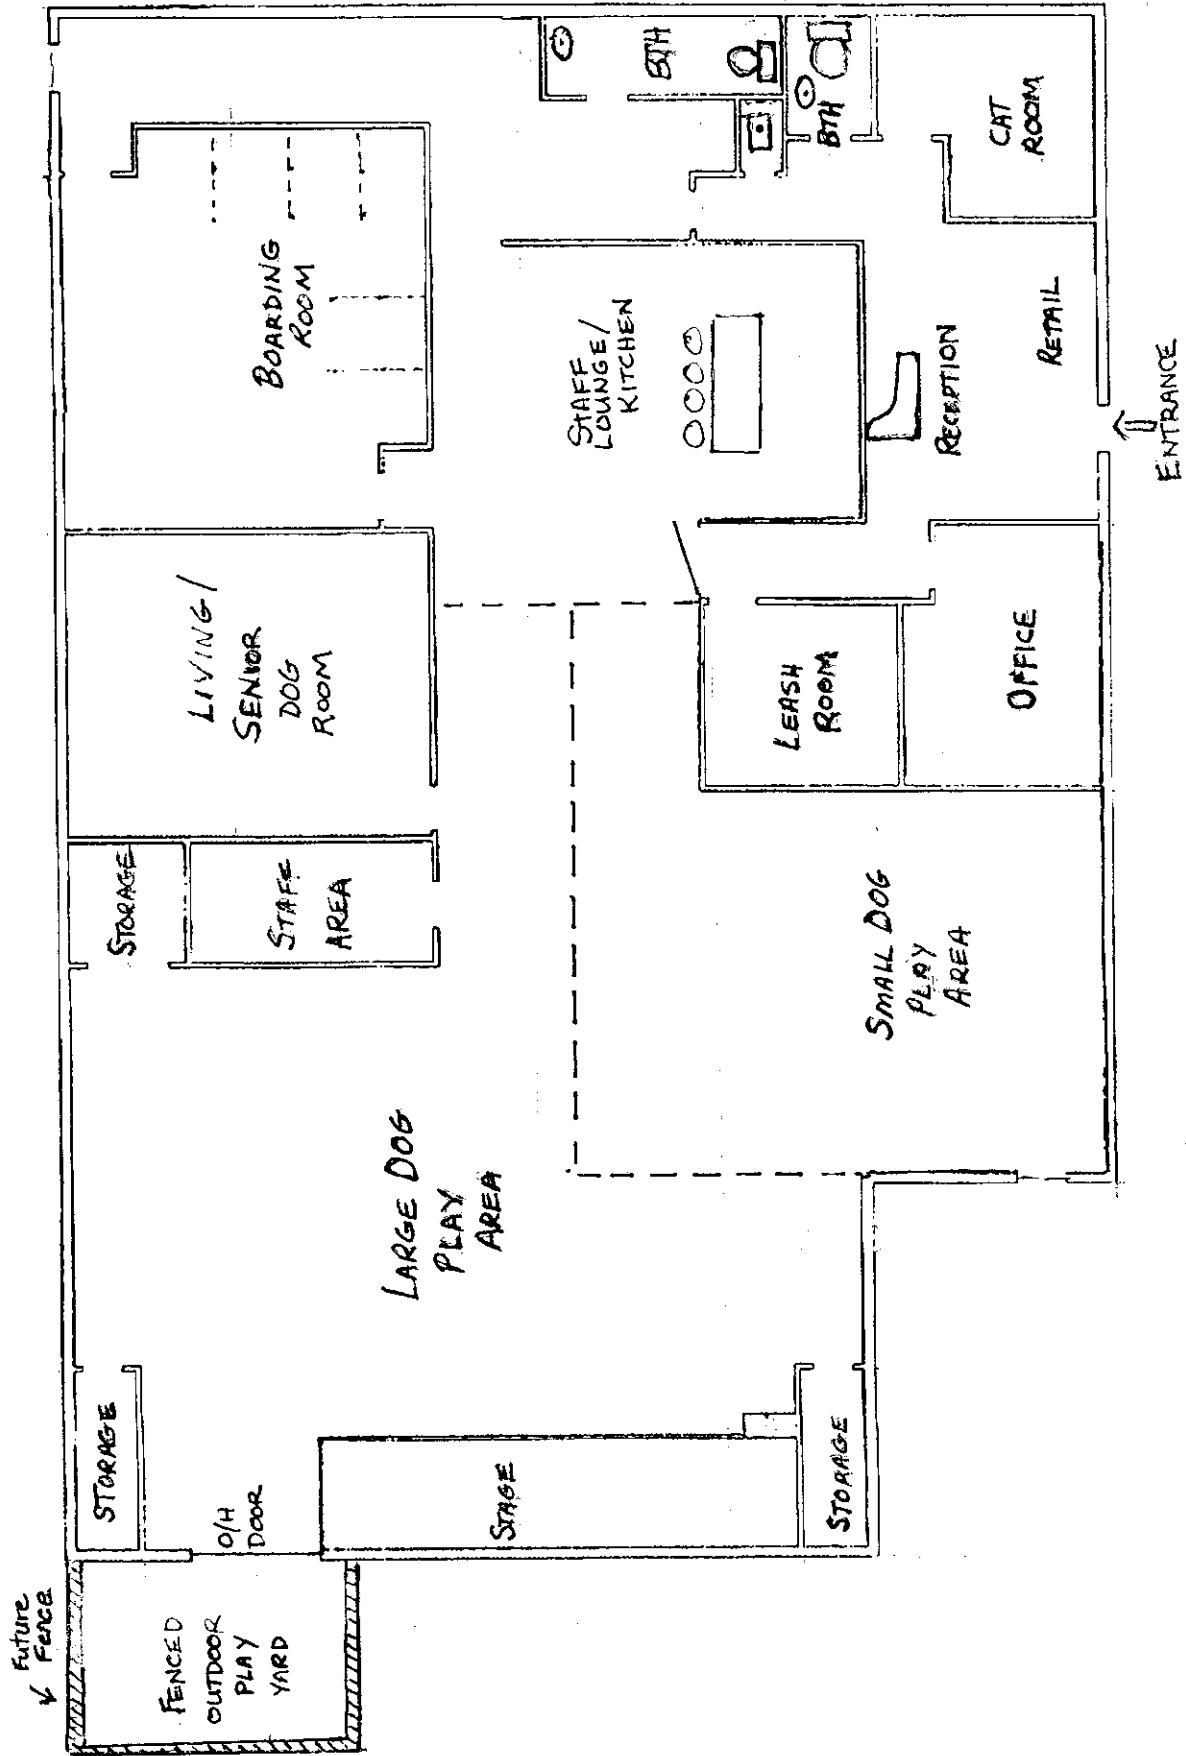 Future
Fence
FENCED
OUTDOOR
PLAY
YARD
STORAGE
O/H
DOOR
STAGE
STORAGE
LARGE DOG
PLAY
AREA
STORAGE
STAFF
AREA
SMALL DOG
PLAY
AREA
LIVING /
SENIOR
DOG
ROOM
LEASH
ROOM
OFFICE
BOARDING
ROOM
STAFF
LOUNGE /
KITCHEN
RECEPTION
RETAIL
ENTRANCE
BTH
BTH
CAT
ROOM